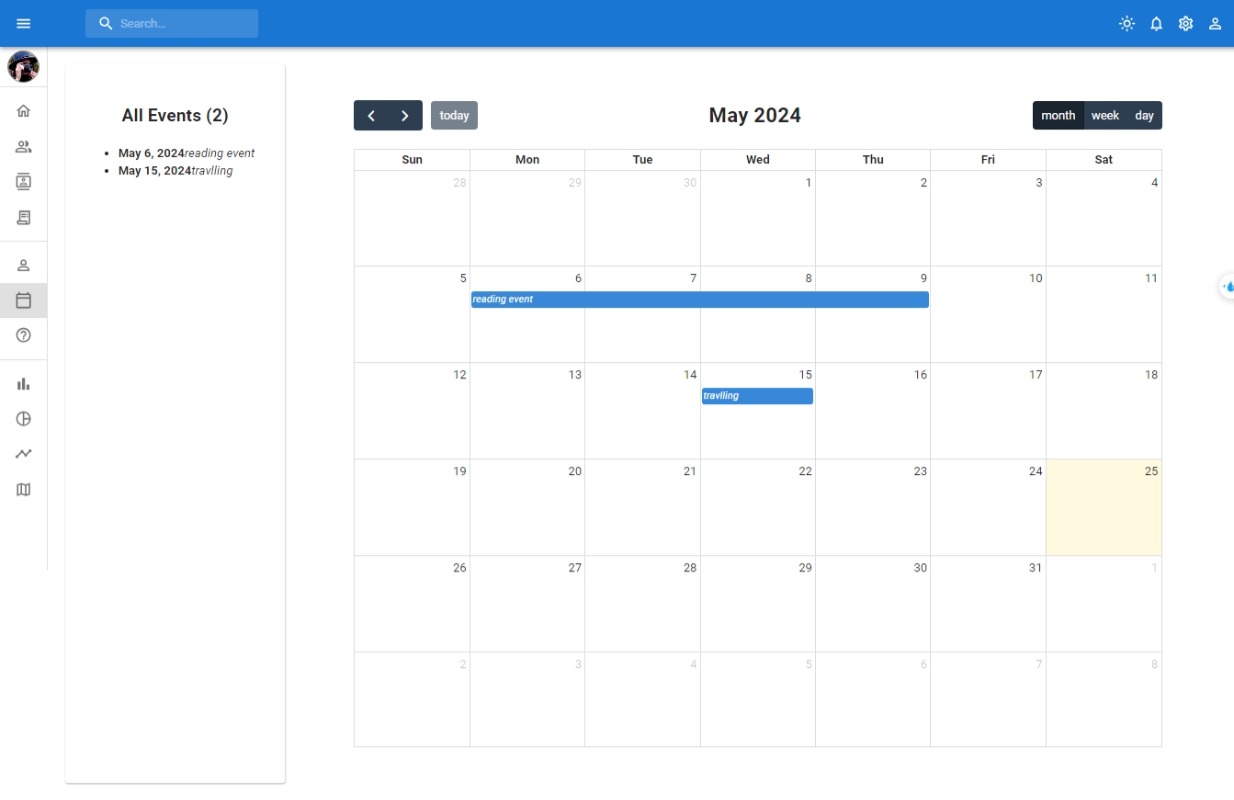 Search...
All Events (2)
May 6, 2024reading event
May 15, 2024travlling
today
May 2024
month week day
Sun Mon Tue Wed Thu Fri Sat
28 29 30 1 2 3 4
5 6 7 8 9 10 11
reading event
12 13 14 15 16 17 18
travlling
19 20 21 22 23 24 25
26 27 28 29 30 31 1
2 3 4 5 6 7 8